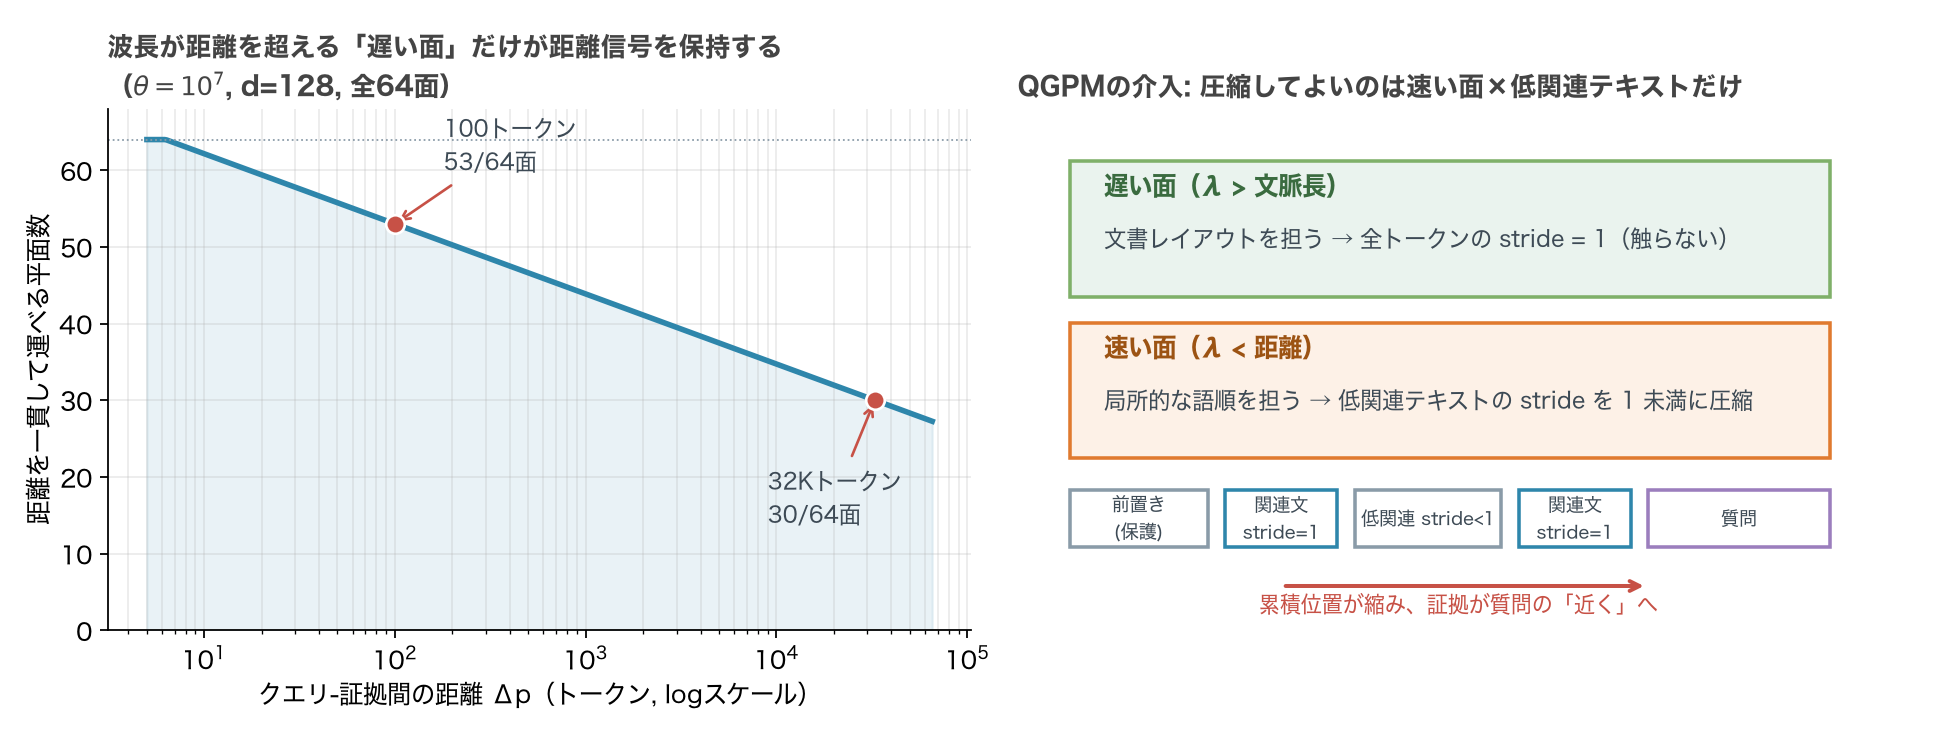 波長が距離を超える「遅い面」だけが距離信号を保持する
(θ = 10⁷, d=128, 全64面)
100トークン
53/64面
32Kトークン
30/64面
距離を一貫して運べる平面数
60
50
40
30
20
10
0
10¹
10²
10³
10⁴
10⁵
クエリ-証拠間の距離 Δp（トークン, logスケール）
QGPMの介入: 圧縮してよいのは速い面×低関連テキストだけ
遅い面（λ > 文脈長）
文書レイアウトを担う → 全トークンの stride = 1（触らない）
速い面（λ < 距離）
局所的な語順を担う → 低関連テキストの stride を 1 未満に圧縮
前置き
(保護)
関連文
stride=1
低関連 stride<1
関連文
stride=1
質問
累積位置が縮み、証拠が質問の「近く」へ